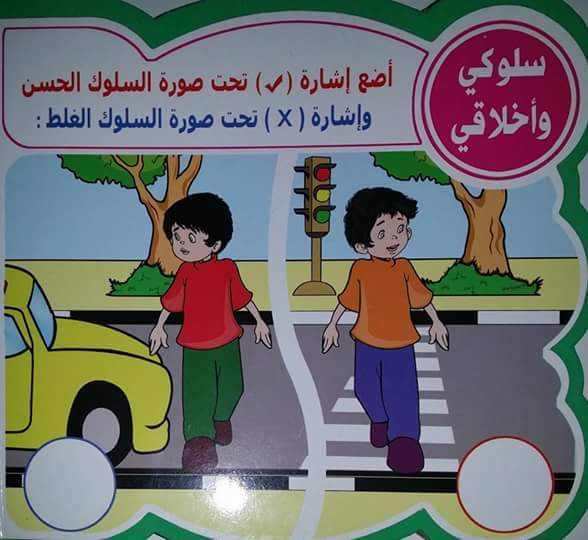 سلوكي
وأخلاقي
أضع إشارة (✓) تحت صورة السلوك الحسن
وإشارة (X) تحت صورة السلوك الغلط :